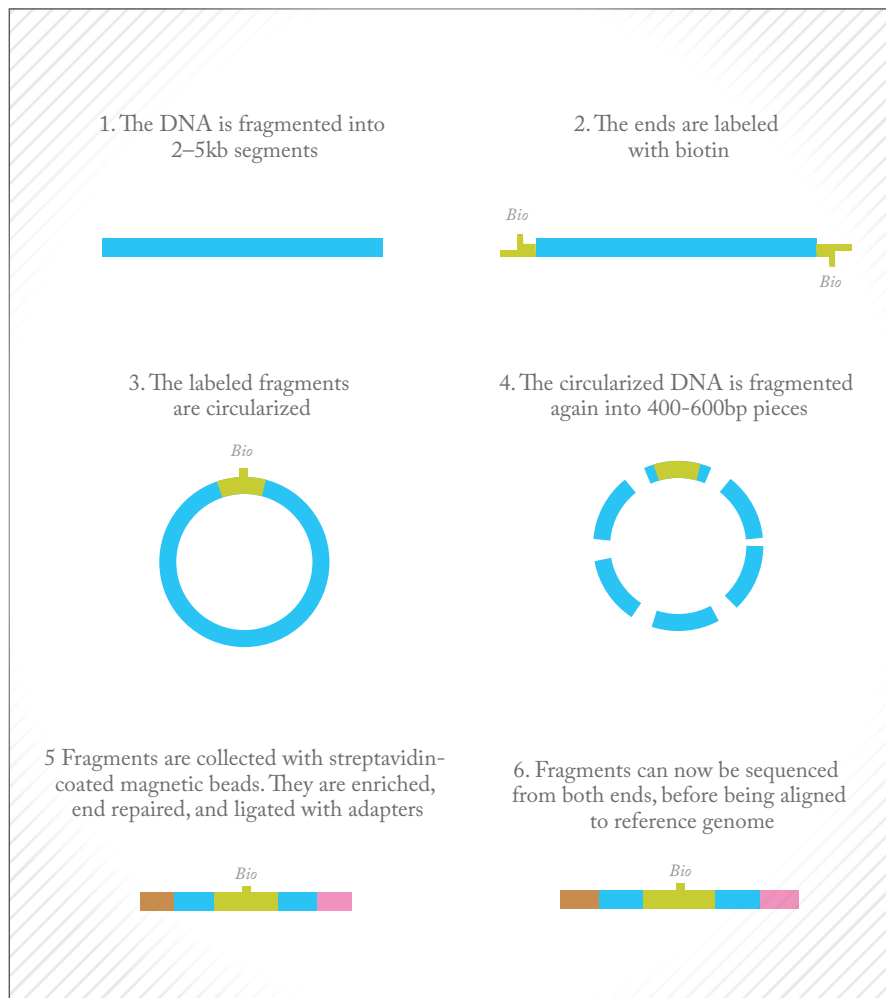 1. The DNA is fragmented into
2–5kb segments
2. The ends are labeled
with biotin
Bio
Bio
3. The labeled fragments
are circularized
Bio
4. The circularized DNA is fragmented
again into 400-600bp pieces
5 Fragments are collected with streptavidin-
coated magnetic beads. They are enriched,
end repaired, and ligated with adapters
Bio
6. Fragments can now be sequenced
from both ends, before being aligned
to reference genome
Bio